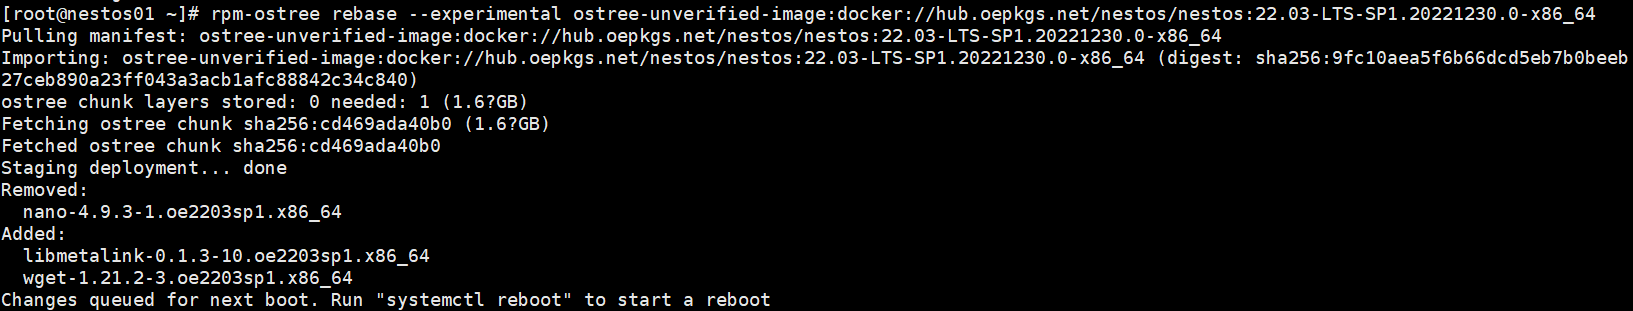 [root@nestos01 ~]# rpm-ostree rebase --experimental ostree-unverified-image:docker://hub.oepkgs.net/nestos/nestos:22.03-LTS-SP1.20221230.0-x86_64
Pulling manifest: ostree-unverified-image:docker://hub.oepkgs.net/nestos/nestos:22.03-LTS-SP1.20221230.0-x86_64
Importing: ostree-unverified-image:docker://hub.oepkgs.net/nestos/nestos:22.03-LTS-SP1.20221230.0-x86_64 (digest: sha256:9fc10aea5f6b66dcd5eb7b0beeb
27ceb890a23ff043a3acb1afc88842c34c840)
ostree chunk layers stored: 0 needed: 1 (1.6?GB)
Fetching ostree chunk sha256:cd469ada40b0 (1.6?GB)
Fetched ostree chunk sha256:cd469ada40b0
Staging deployment... done
Removed:
  nano-4.9.3-1.oe2203sp1.x86_64
Added:
  libmetalink-0.1.3-10.oe2203sp1.x86_64
  wget-1.21.2-3.oe2203sp1.x86_64
Changes queued for next boot. Run "systemctl reboot" to start a reboot